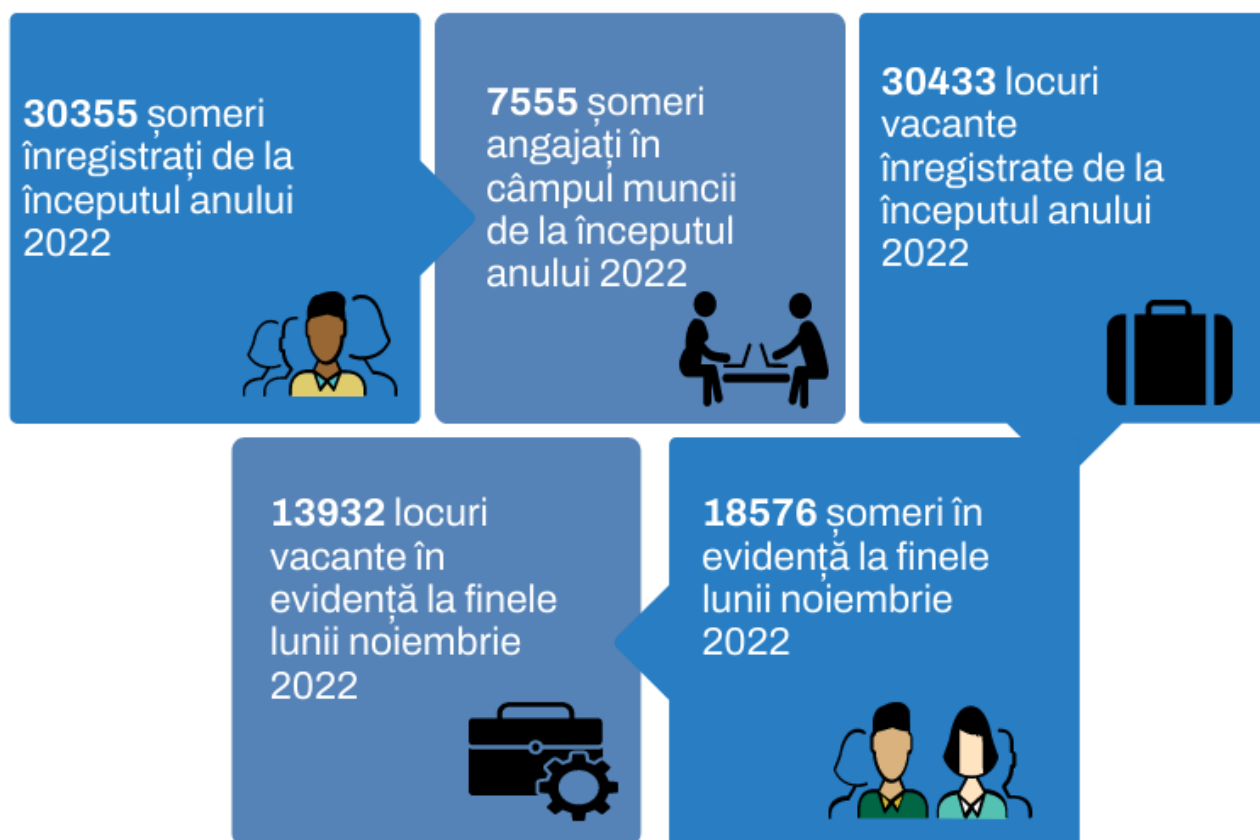 30355 șomeri
înregistrați de la
începutul anului
2022
7555 șomeri
angajați în
câmpul muncii
de la începutul
anului 2022
30433 locuri
vacante
înregistrate de la
începutul anului
2022
13932 locuri
vacante în
evidență la finele
lunii noiembrie
2022
18576 șomeri în
evidență la finele
lunii noiembrie
2022